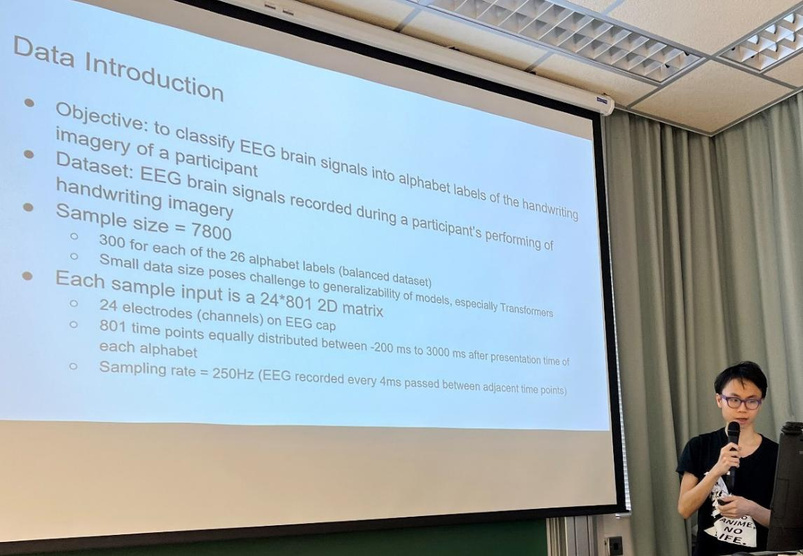 Data Introduction
● Objective: to classify EEG brain signals into alphabet labels of the handwriting
imagery of a participant
● Dataset: EEG brain signals recorded during a participant's performing of
handwriting imagery
● Sample size = 7800
○ 300 for each of the 26 alphabet labels (balanced dataset)
○ Small data size poses challenge to generalizability of models, especially Transformers
● Each sample input is a 24*801 2D matrix
○ 24 electrodes (channels) on EEG cap
○ 801 time points equally distributed between -200 ms to 3000 ms after presentation time of
each alphabet
○ Sampling rate = 250Hz (EEG recorded every 4ms passed between adjacent time points)
ANIME
NO
LIFE.